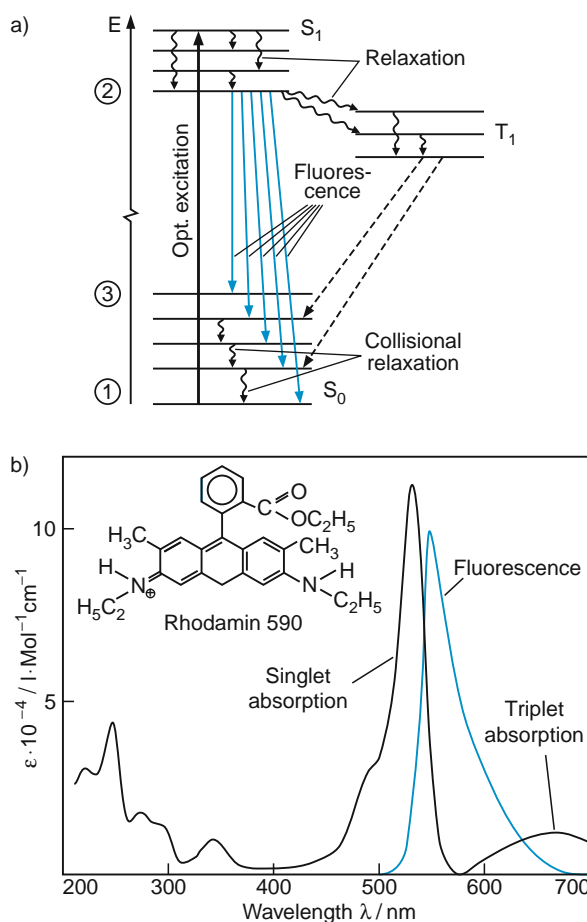 a)
E
S₁
Relaxation
②
T₁
Opt. excitation
Fluores-
cence
③
Collisional
relaxation
①
S₀
b)
ε·10⁻⁴ / l·Mol⁻¹cm⁻¹
10
5
O
C
OC₂H₅
H₃C
CH₃
H
N
⊕
H₅C₂
H
N
C₂H₅
Rhodamin 590
Fluorescence
Singlet
absorption
Triplet
absorption
200 300 400 500 600 700
Wavelength λ / nm